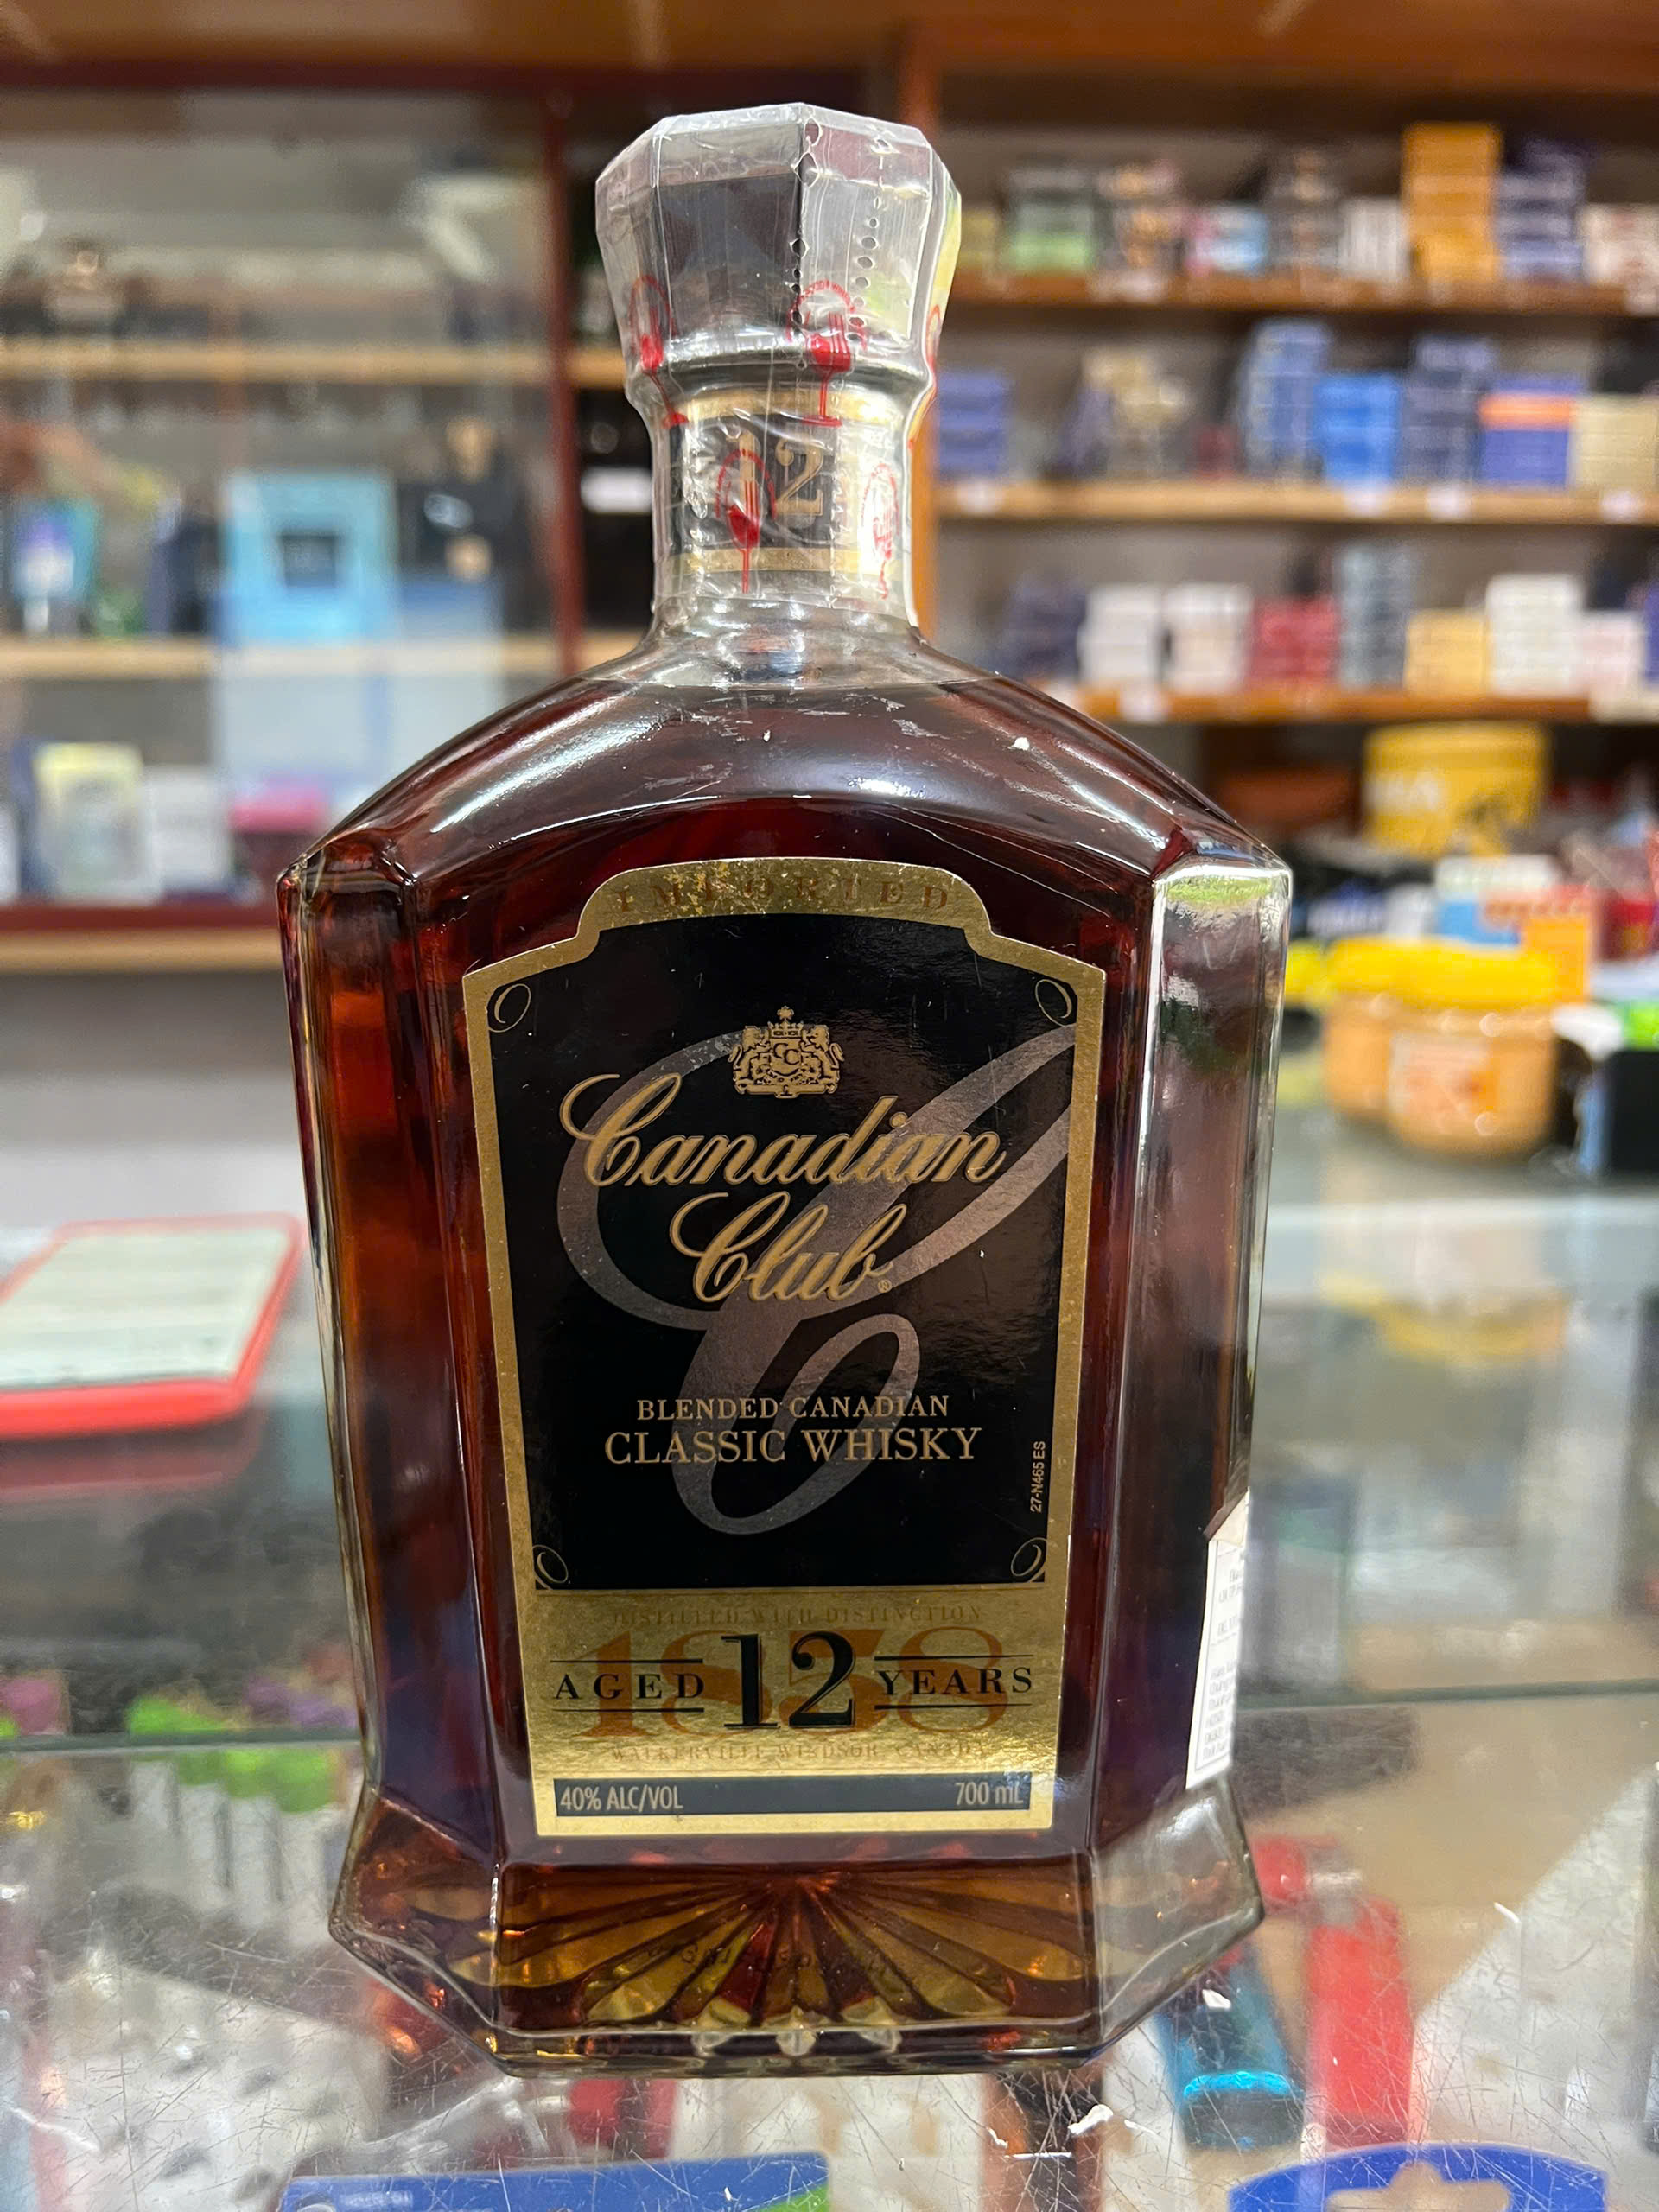 12
IMPORTED
Canadian
Club®
BLENDED CANADIAN
CLASSIC WHISKY
27-N465 ES
DISTILLED WITH DISTINCTION
1858
AGED 12 YEARS
WALKERVILLE WINDSOR CANADA
40% ALC/VOL 700 mL